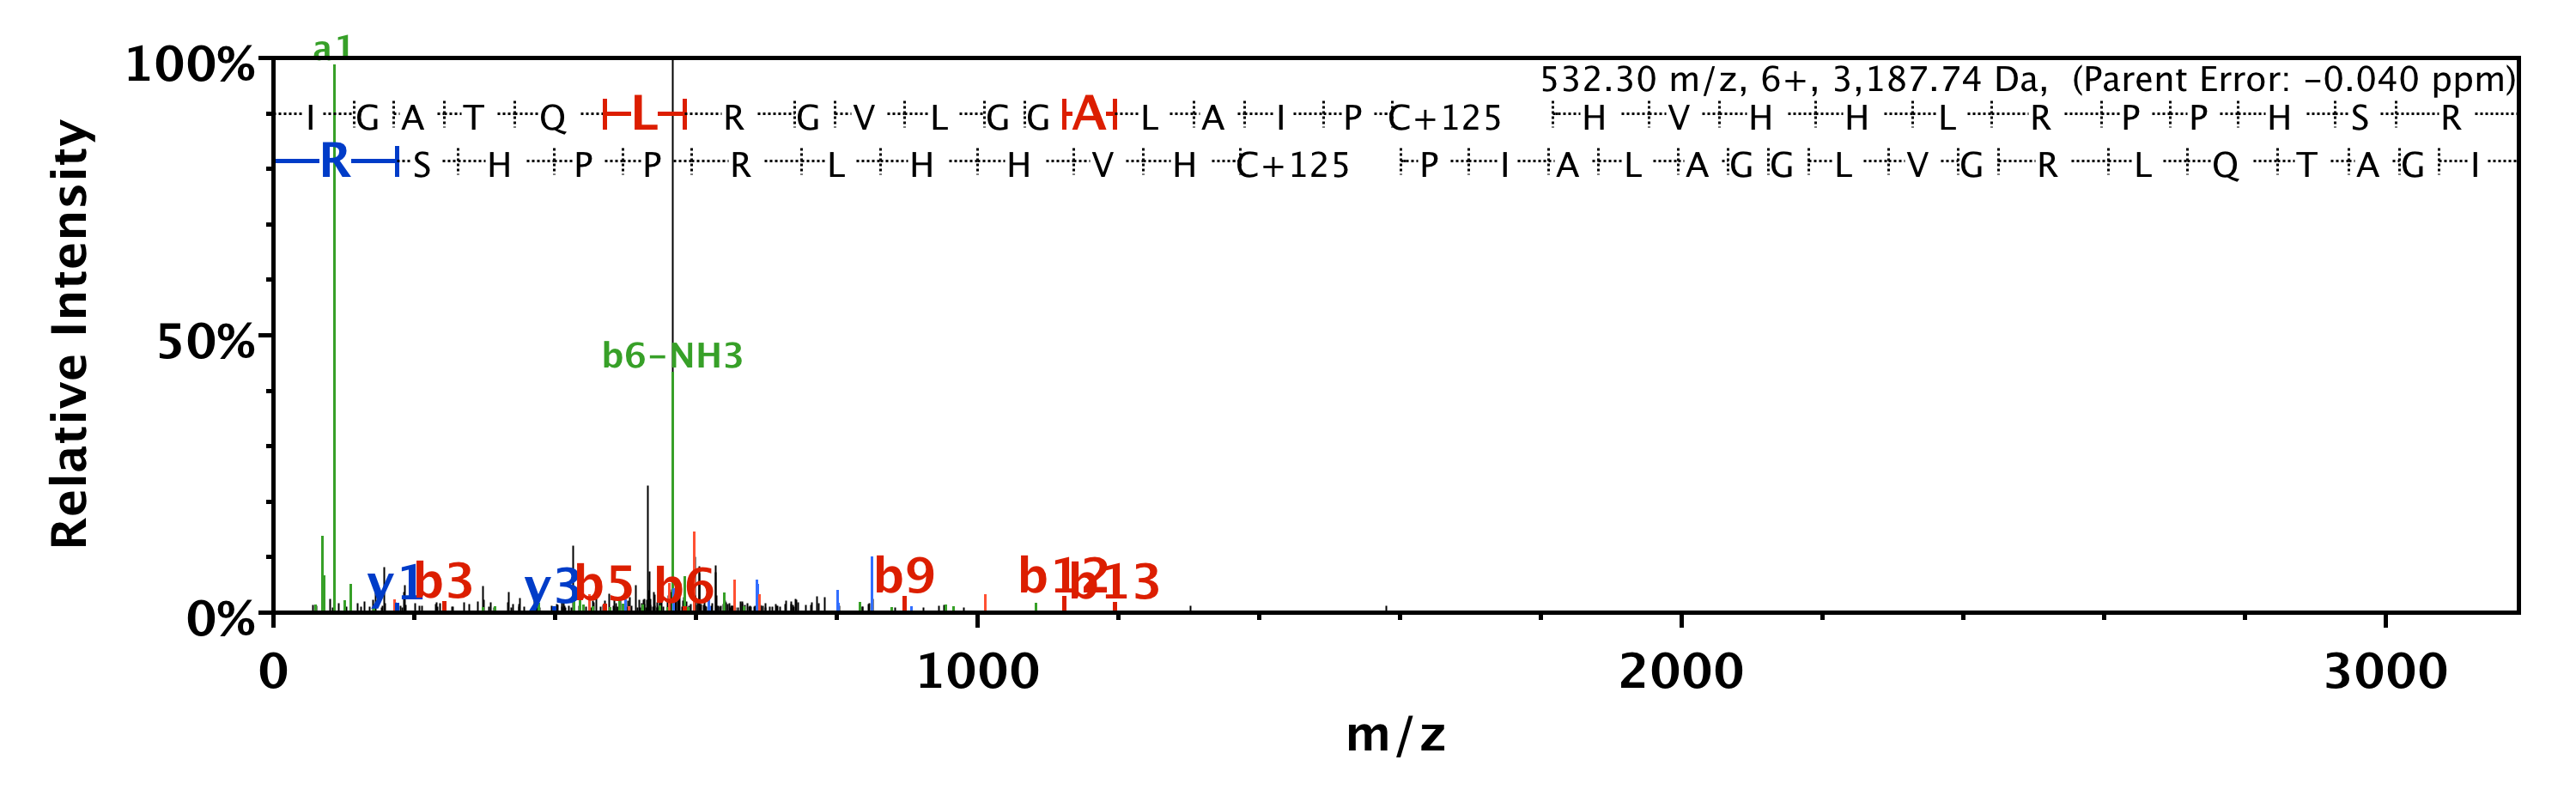 a1
100%
532.30 m/z, 6+, 3,187.74 Da, (Parent Error: -0.040 ppm)
I G A T Q L R G V L G G A L A I P C+125 H V H H L R P P H S R
R S H P P R L H H V H C+125 P I A L A G G L V G R L Q T A G I
50%
b6-NH3
y1 b3 y3 b5 b6 b9 b12 b13
0%
0 1000 2000 3000
m/z
Relative Intensity